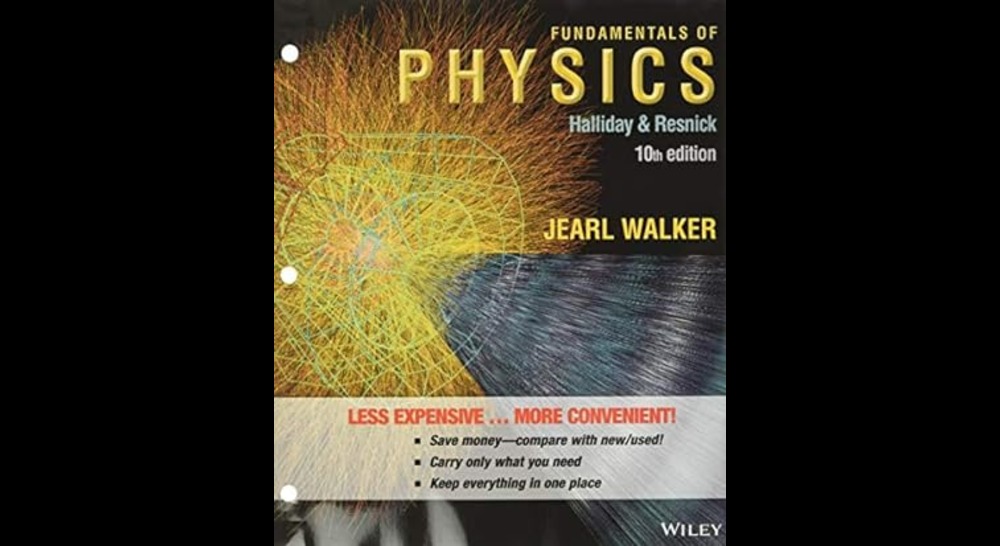 FUNDAMENTALS OF
PHYSICS
Halliday & Resnick
10th edition
JEARL WALKER
LESS EXPENSIVE ... MORE CONVENIENT!
▪ Save money—compare with new/used!
▪ Carry only what you need
▪ Keep everything in one place
WILEY